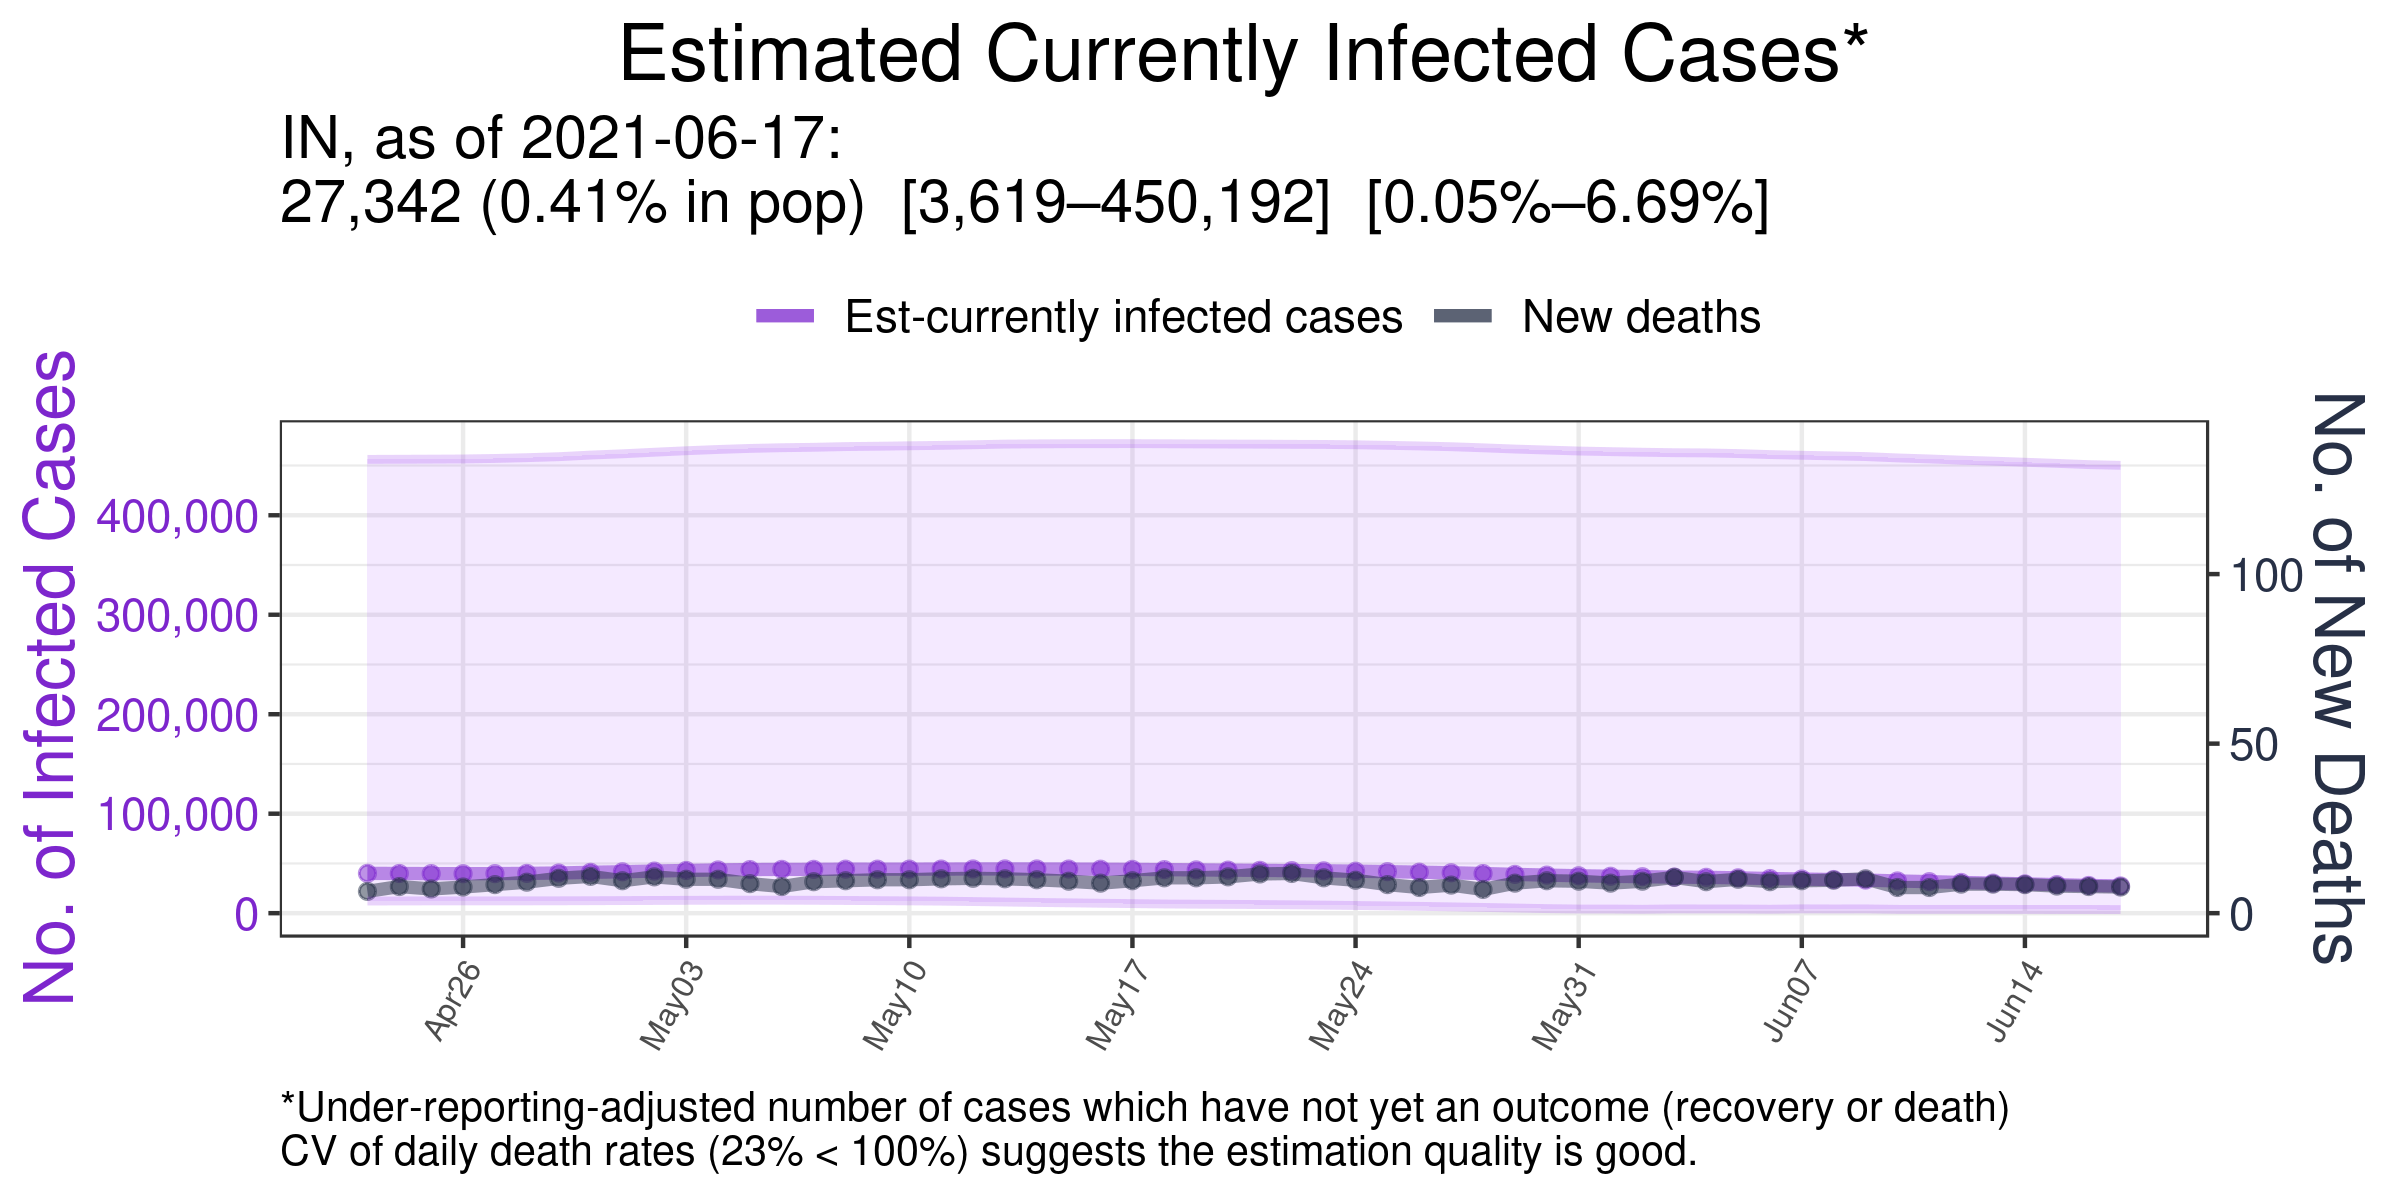 Estimated Currently Infected Cases*
IN, as of 2021-06-17:
27,342 (0.41% in pop) [3,619–450,192] [0.05%–6.69%]
Est-currently infected cases
New deaths
No. of Infected Cases
400,000
300,000
200,000
100,000
0
No. of New Deaths
100
50
0
Apr26
May03
May10
May17
May24
May31
Jun07
Jun14
*Under-reporting-adjusted number of cases which have not yet an outcome (recovery or death)
CV of daily death rates (23% < 100%) suggests the estimation quality is good.